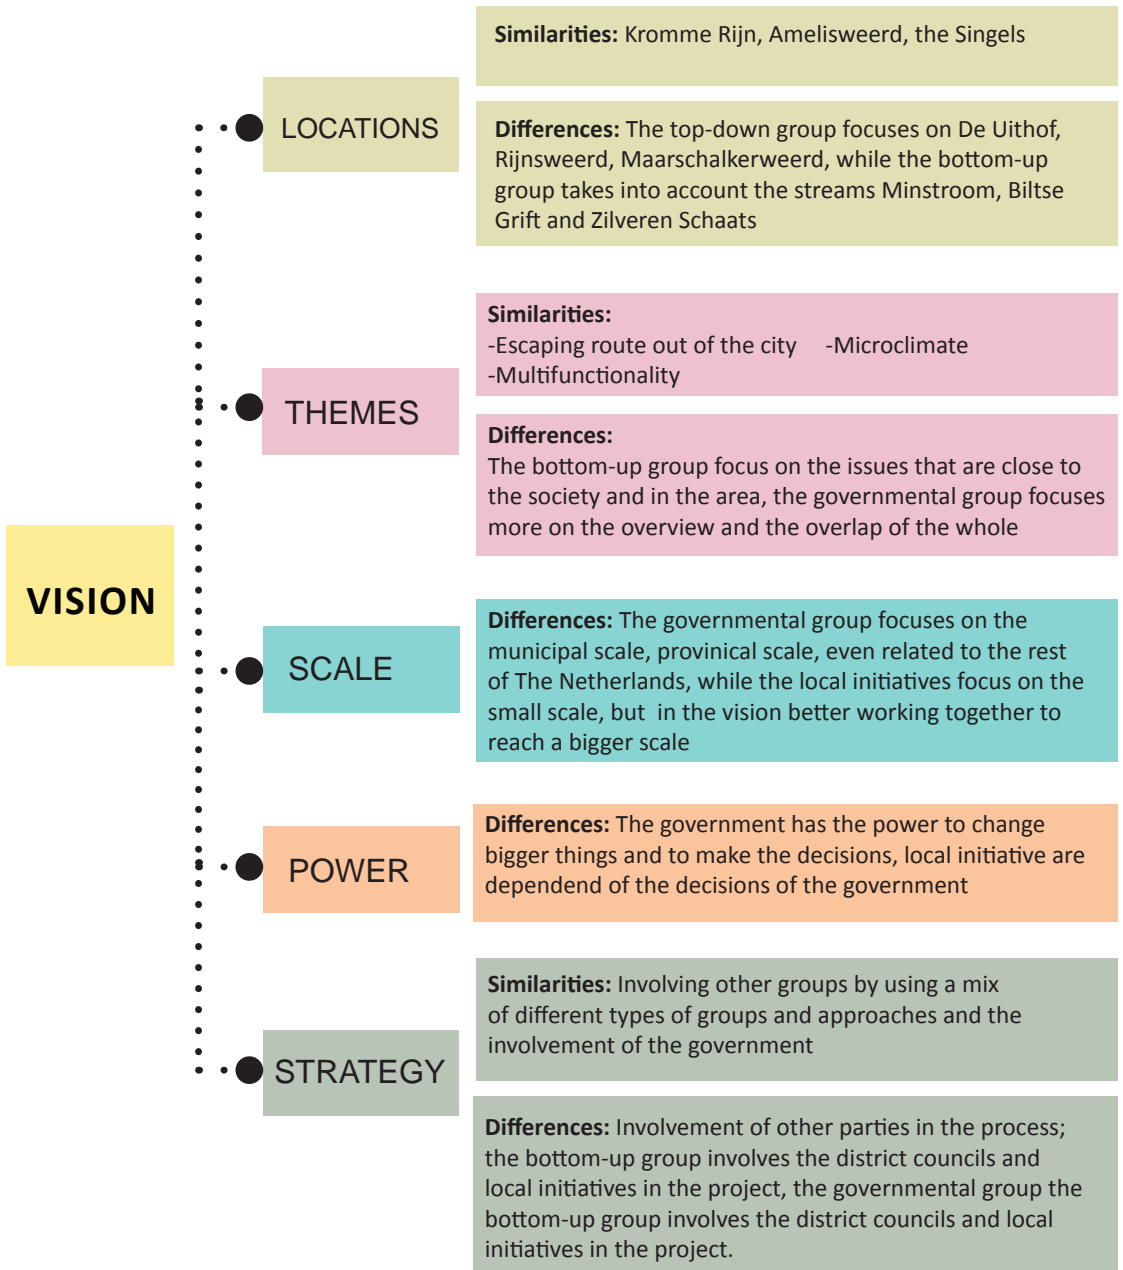 VISION
LOCATIONS
Similarities: Kromme Rijn, Amelisweerd, the Singels
Differences: The top-down group focuses on De Uithof,
Rijnsweerd, Maarschalkerweerd, while the bottom-up
group takes into account the streams Minstroom, Biltse
Grift and Zilveren Schaats
THEMES
Similarities:
-Escaping route out of the city -Microclimate
-Multifunctionality
Differences:
The bottom-up group focus on the issues that are close to
the society and in the area, the governmental group focuses
more on the overview and the overlap of the whole
SCALE
Differences: The governmental group focuses on the
municipal scale, provinical scale, even related to the rest
of The Netherlands, while the local initiatives focus on the
small scale, but in the vision better working together to
reach a bigger scale
POWER
Differences: The government has the power to change
bigger things and to make the decisions, local initiative are
dependend of the decisions of the government
STRATEGY
Similarities: Involving other groups by using a mix
of different types of groups and approaches and the
involvement of the government
Differences: Involvement of other parties in the process;
the bottom-up group involves the district councils and
local initiatives in the project, the governmental group the
bottom-up group involves the district councils and local
initiatives in the project.